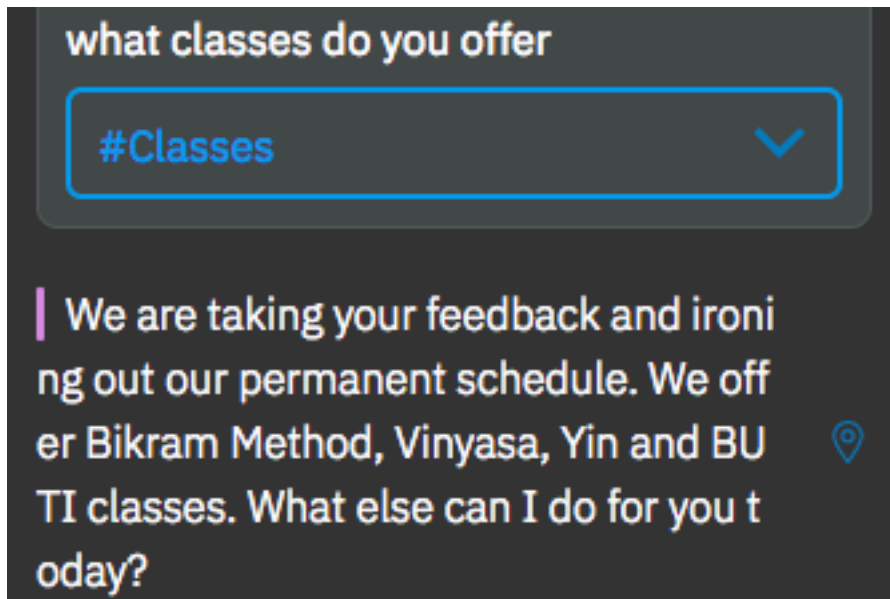 what classes do you offer
#Classes
We are taking your feedback and ironi
ng out our permanent schedule. We off
er Bikram Method, Vinyasa, Yin and BU
TI classes. What else can I do for you t
oday?